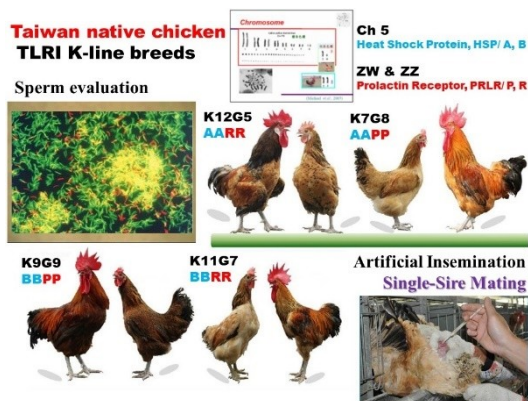 Taiwan native chicken
TLRI K-line breeds
Sperm evaluation
Chromosome
Ch 5
Heat Shock Protein, HSP/ A, B
ZW & ZZ
Prolactin Receptor, PRLR/ P, R
K12G5
AARR
K7G8
AAPP
K9G9
BBPP
K11G7
BBRR
Artificial Insemination
Single-Sire Mating